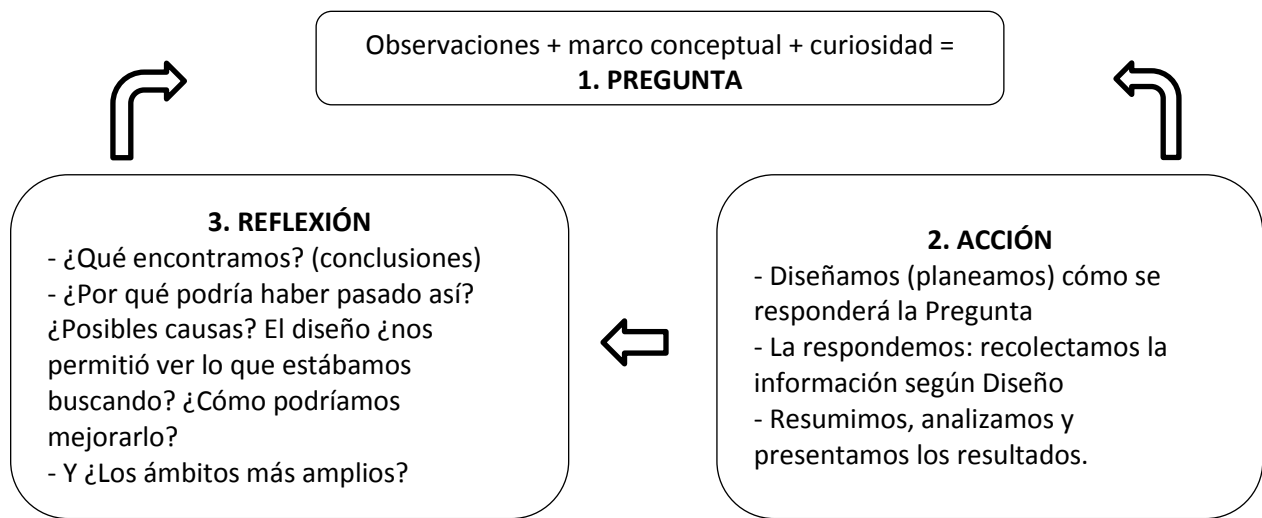 Observaciones + marco conceptual + curiosidad =
1. PREGUNTA
3. REFLEXIÓN
- ¿Qué encontramos? (conclusiones)
- ¿Por qué podría haber pasado así?
¿Posibles causas? El diseño ¿nos
permitió ver lo que estábamos
buscando? ¿Cómo podríamos
mejorarlo?
- Y ¿Los ámbitos más amplios?
2. ACCIÓN
- Diseñamos (planeamos) cómo se
responderá la Pregunta
- La respondemos: recolectamos la
información según Diseño
- Resumimos, analizamos y
presentamos los resultados.